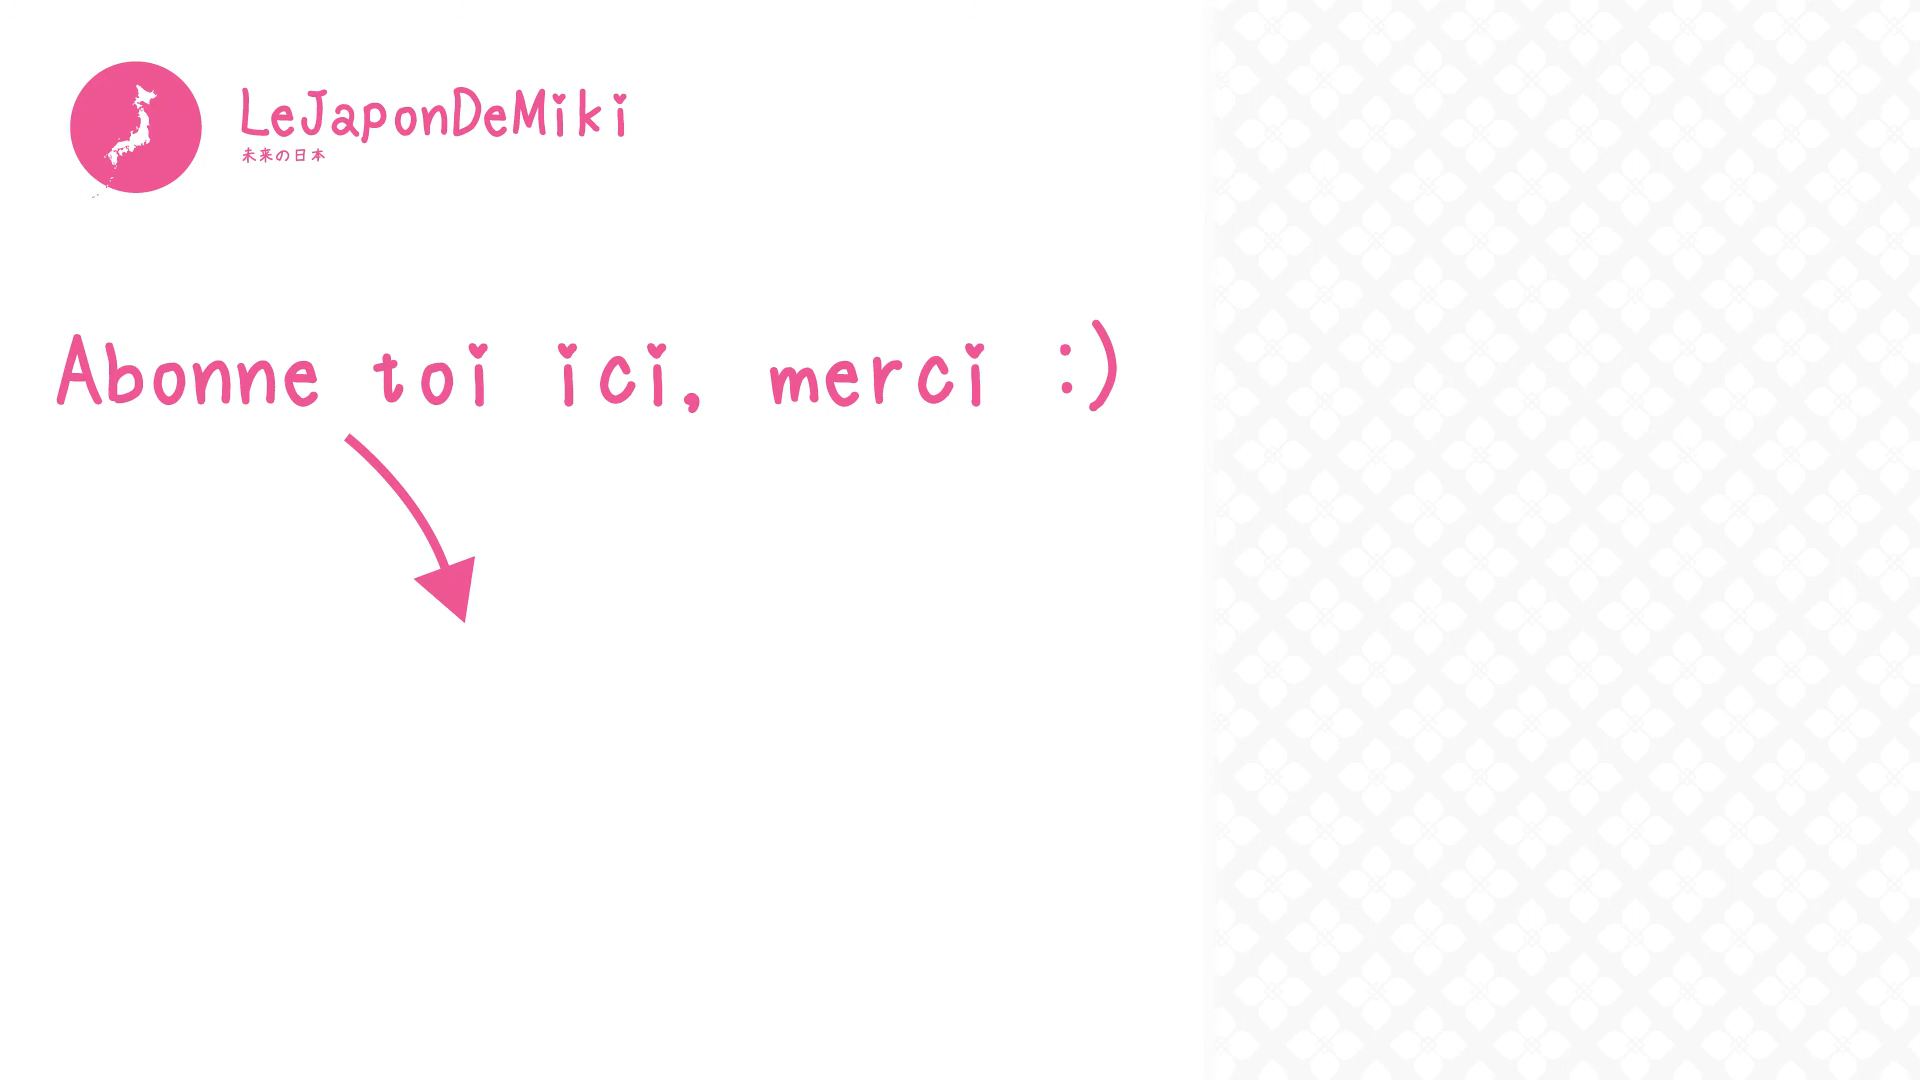 LeJaponDeMiki
未来の日本
Abonne toi ici, merci :)